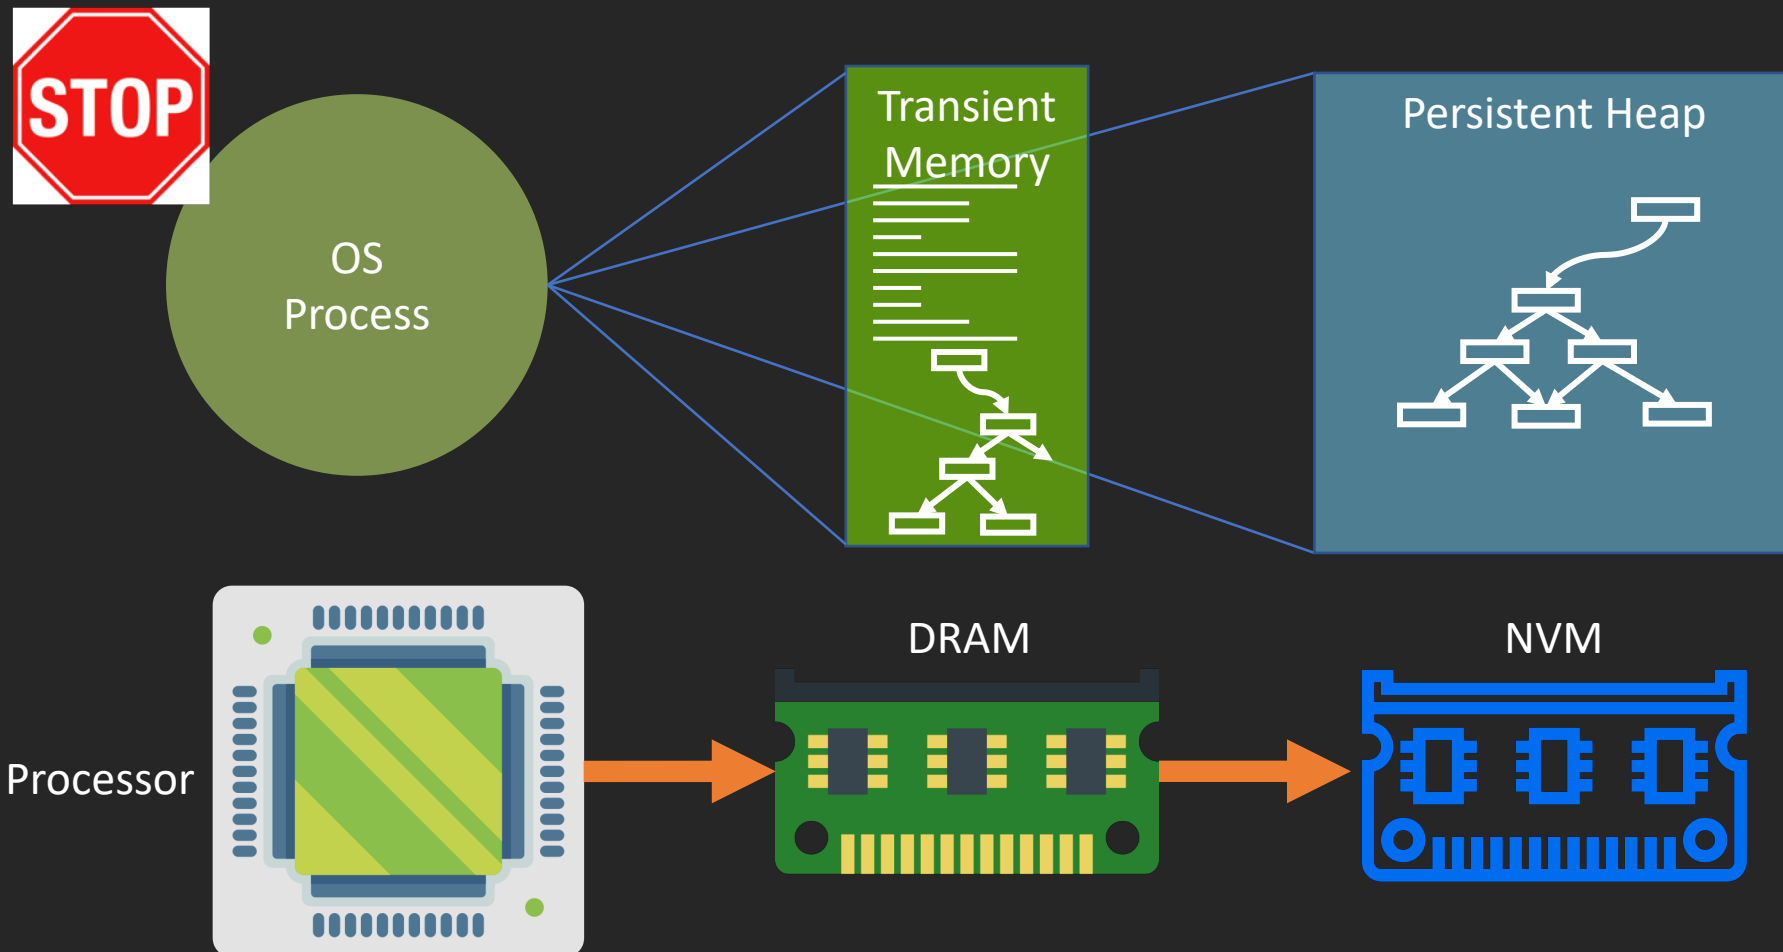 STOP
OS
Process
Transient
Memory
Persistent Heap
Processor
DRAM
NVM